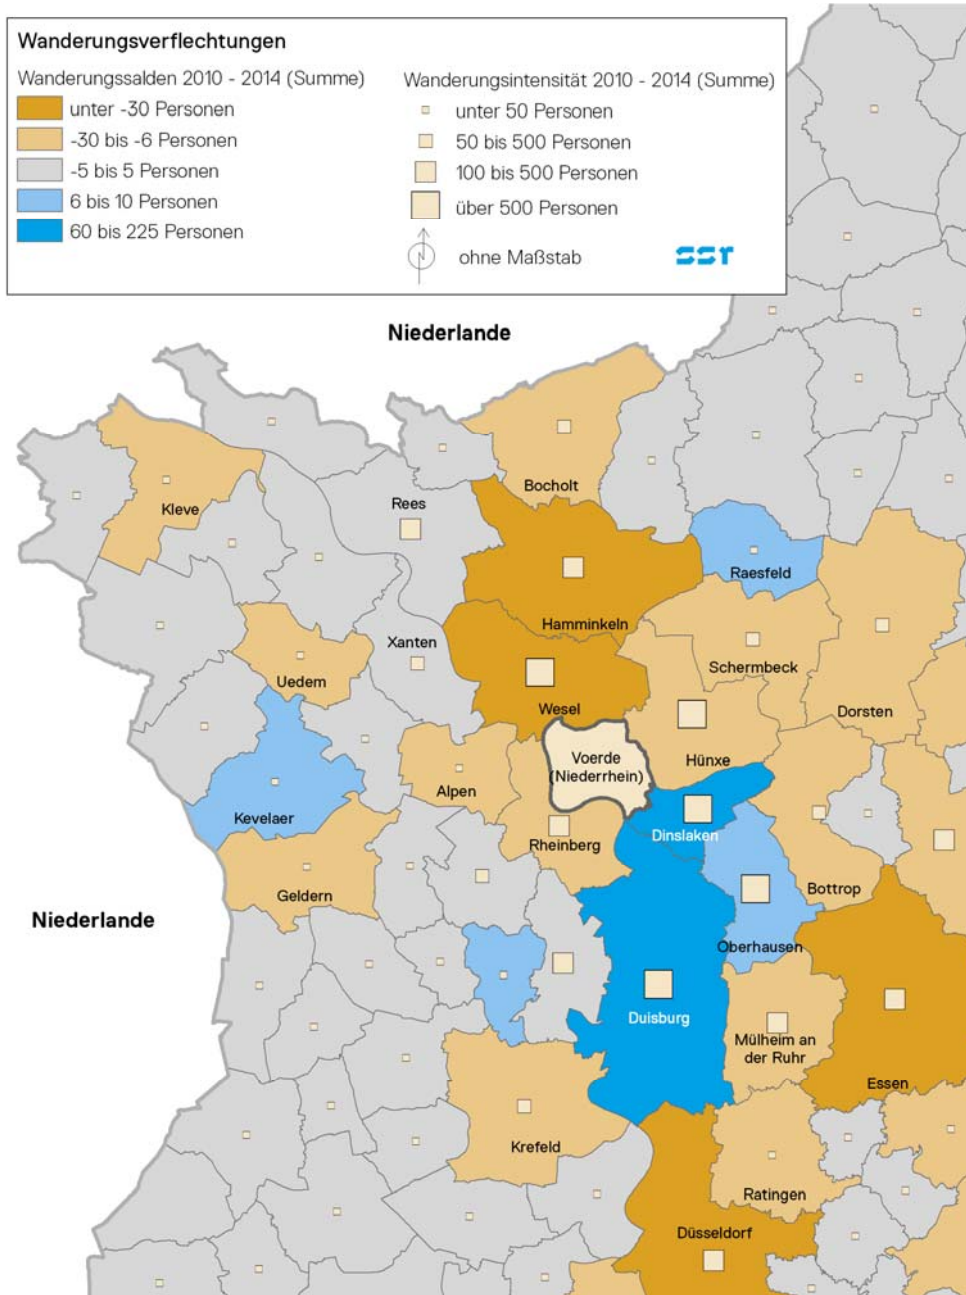 Wanderungsverflechtungen
Wanderungssalden 2010 - 2014 (Summe)
unter -30 Personen
-30 bis -6 Personen
-5 bis 5 Personen
6 bis 10 Personen
60 bis 225 Personen
Wanderungsintensität 2010 - 2014 (Summe)
unter 50 Personen
50 bis 500 Personen
100 bis 500 Personen
über 500 Personen
ohne Maßstab
ssr
Niederlande
Bocholt
Kleve
Rees
Raesfeld
Hamminkeln
Xanten
Schermbeck
Uedem
Wesel
Dorsten
Voerde
(Niederrhein)
Hünxe
Alpen
Kevelaer
Dinslaken
Rheinberg
Bottrop
Geldern
Niederlande
Oberhausen
Duisburg
Mülheim an
der Ruhr
Essen
Krefeld
Ratingen
Düsseldorf